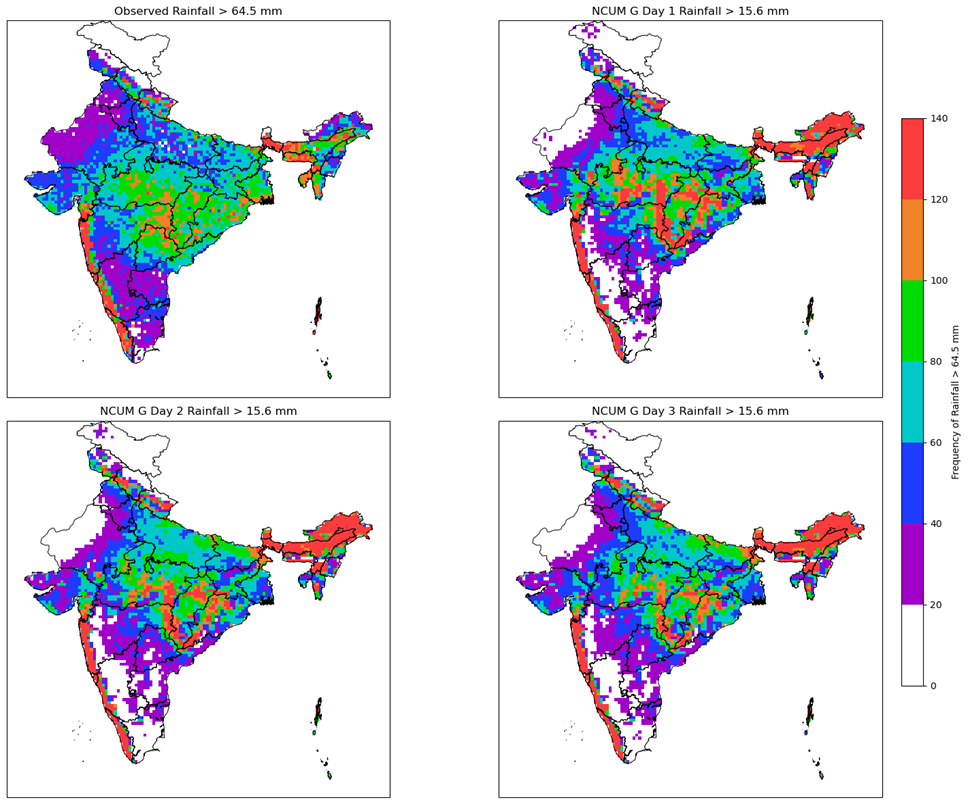 Observed Rainfall > 64.5 mm
NCUM G Day 1 Rainfall > 15.6 mm
NCUM G Day 2 Rainfall > 15.6 mm
NCUM G Day 3 Rainfall > 15.6 mm
140
120
100
80
60
40
20
0
Frequency of Rainfall > 64.5 mm